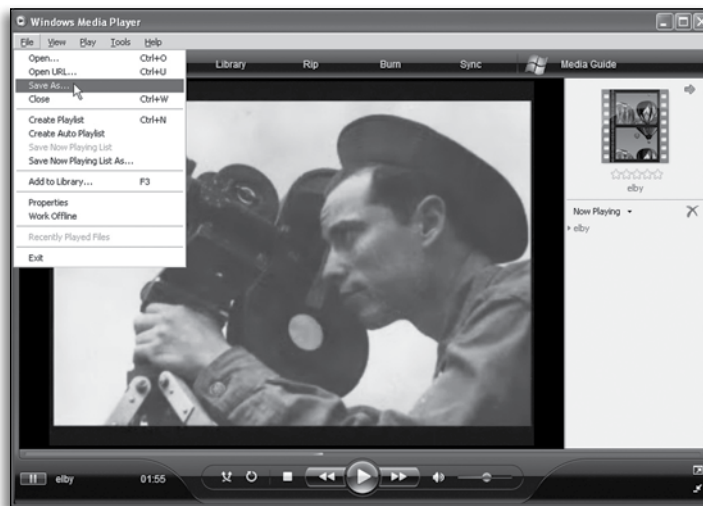 Windows Media Player
File View Play Tools Help
Library Rip Burn Sync Media Guide
Open... Ctrl+O
Open URL... Ctrl+U
Save As...
Close Ctrl+W
Create Playlist Ctrl+N
Create Auto Playlist
Save Now Playing List
Save Now Playing List As...
Add to Library... F3
Properties
Work Offline
Recently Played Files
Exit
elby
Now Playing
elby
elby 01:55